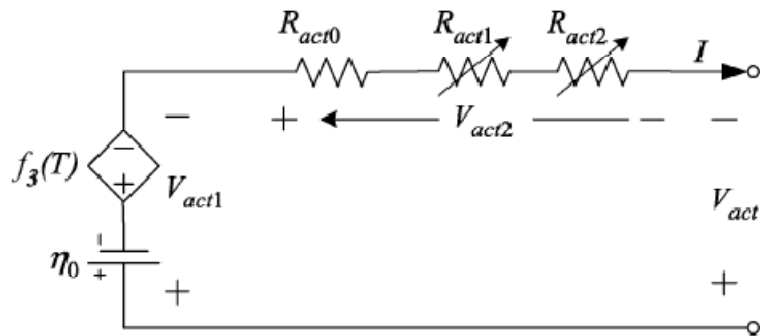 R_act0 R_act1 R_act2 I
− + V_act2 − −
f_3(T) − + V_act1 V_act
η_0 − + + +